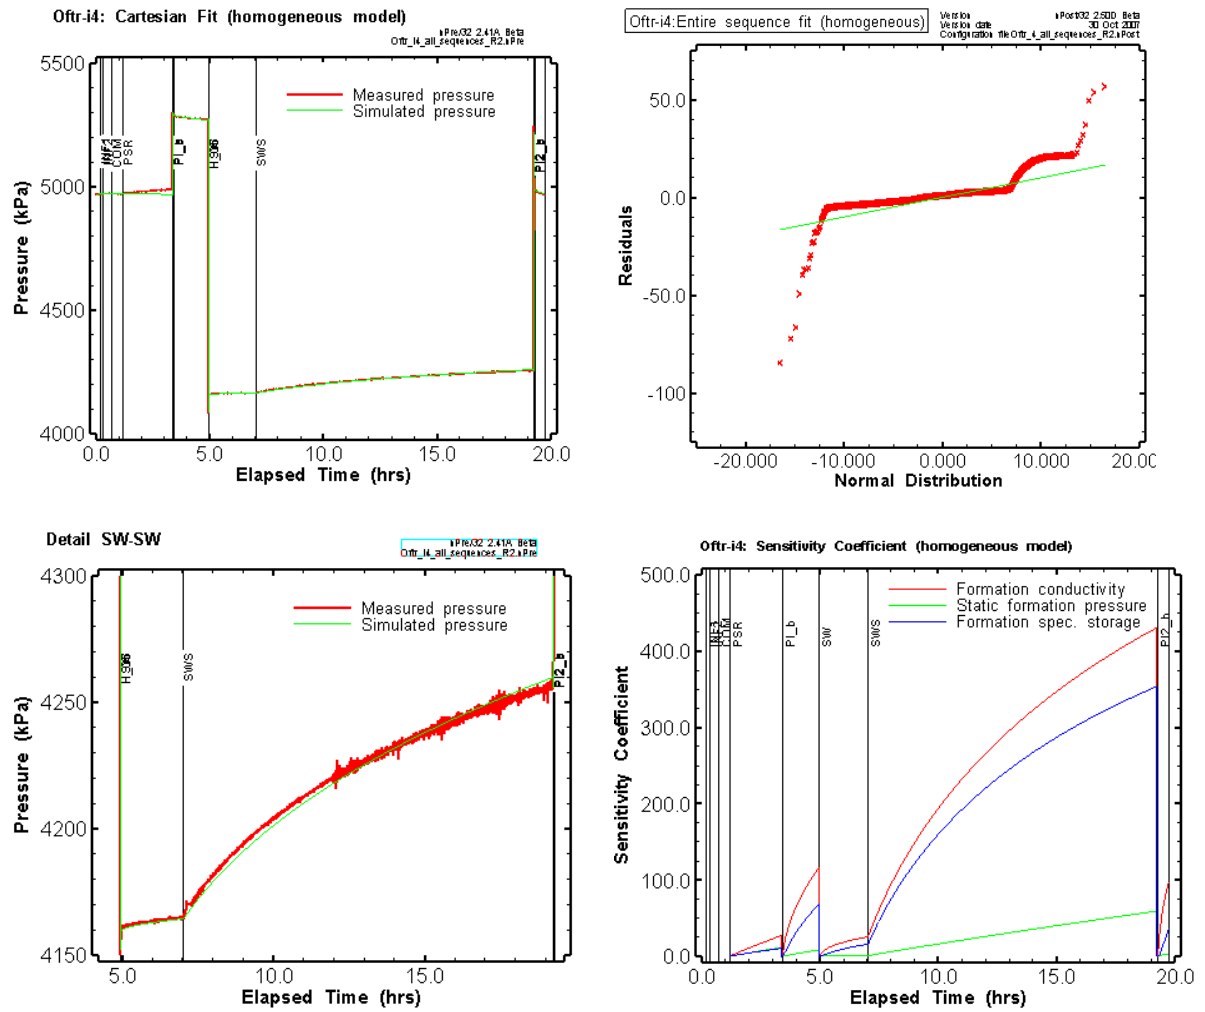 Oftr-i4: Cartesian Fit (homogeneous model)
nPre/32 2.41A Beta
Oftr_i4_all_sequences_R2.nPre
5500
5000
4500
4000
Pressure (kPa)
Measured pressure
Simulated pressure
COM
PSR
PI_b
SWS
PI2_b
0.0
5.0
10.0
15.0
20.0
Elapsed Time (hrs)
Oftr-i4:Entire sequence fit (homogeneous)
Version nPost/32 2.60D Beta
Version date 30 Oct 2007
Configuration file Oftr_i4_all_sequences_R2.nPost
50.0
0.0
-50.0
-100
Residuals
-20.000
-10.000
0.000
10.000
20.00
Normal Distribution
Detail SW-SW
nPre/32 2.41A Beta
Oftr_i4_all_sequences_R2.nPre
4300
4250
4200
4150
Pressure (kPa)
Measured pressure
Simulated pressure
SWS
PI2_b
5.0
10.0
15.0
Elapsed Time (hrs)
Oftr-i4: Sensitivity Coefficient (homogeneous model)
500.0
400.0
300.0
200.0
100.0
0.0
Sensitivity Coefficient
Formation conductivity
Static formation pressure
Formation spec. storage
COM
PSR
PI_b
SW
SWS
PI2_b
0.0
5.0
10.0
15.0
20.0
Elapsed Time (hrs)